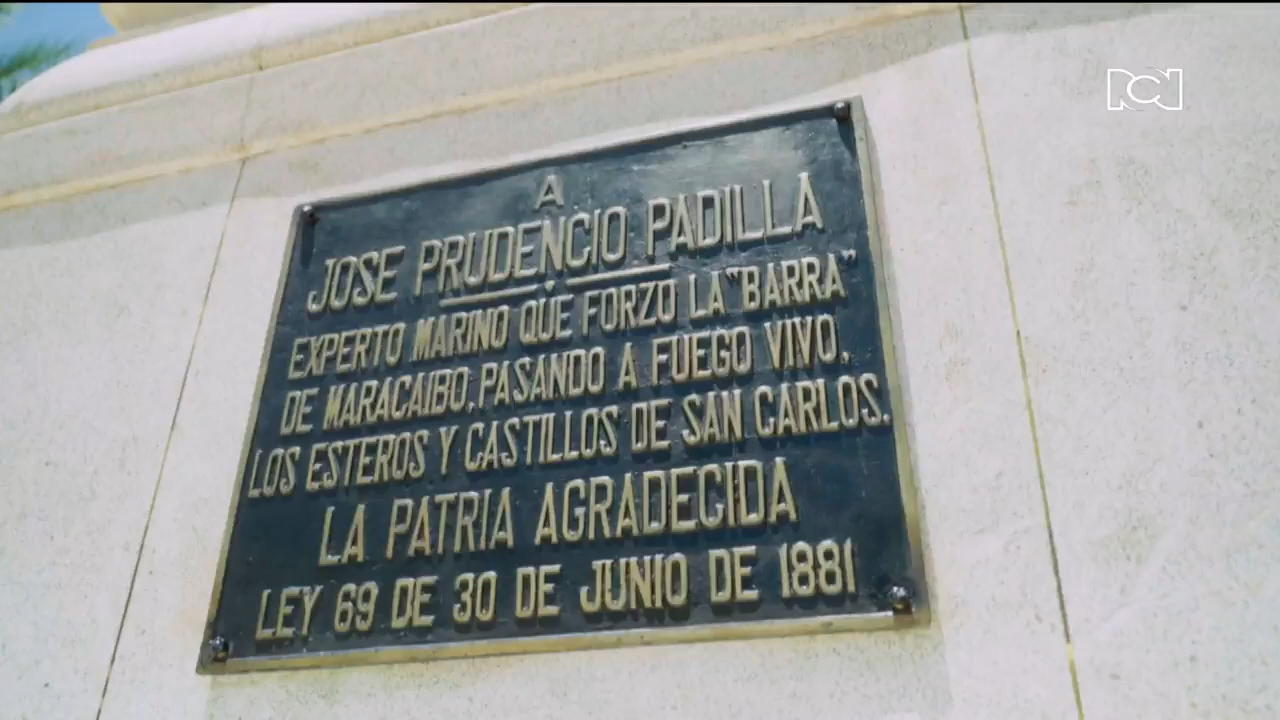 RCN
A
JOSE PRUDENCIO PADILLA
EXPERTO MARINO QUE FORZO LA "BARRA"
DE MARACAIBO, PASANDO A FUEGO VIVO.
LOS ESTEROS Y CASTILLOS DE SAN CARLOS.
LA PATRIA AGRADECIDA
LEY 69 DE 30 DE JUNIO DE 1881